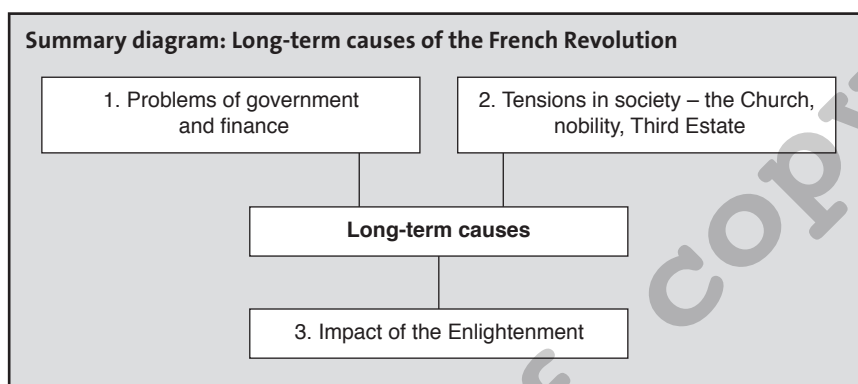 Summary diagram: Long-term causes of the French Revolution
1. Problems of government
and finance
2. Tensions in society – the Church,
nobility, Third Estate
Long-term causes
3. Impact of the Enlightenment
copy